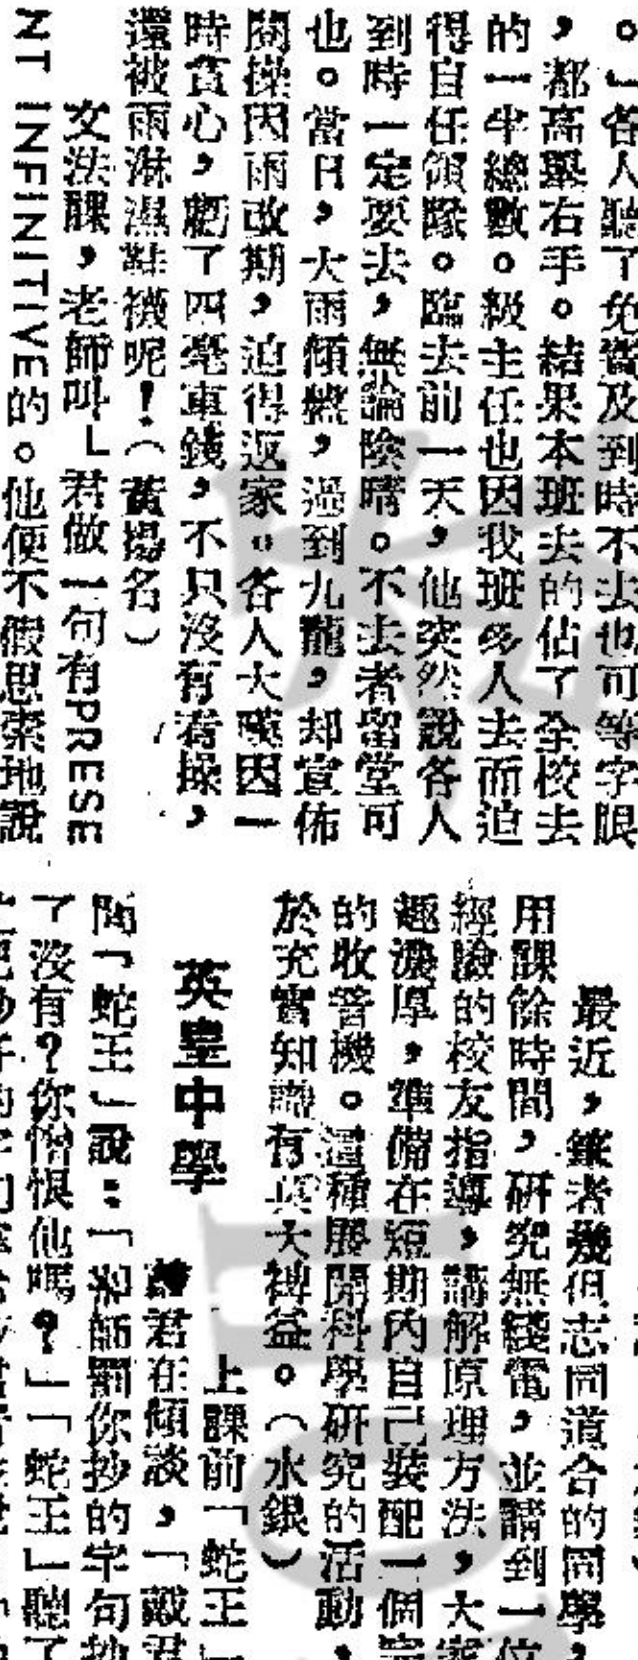 。」各人聽了免費及到時不去也可等字眼
，都高舉右手。結果本班去的佔了全校去
的一半總數。級主任也因我班多人去而迫
得自任領隊。臨去前一天，他突然說各人
到時一定要去，無論陰晴。不去者留堂可
也。當日，大雨傾盤，過到九龍，却宣佈
關操因雨改期，迫得返家。各人大嘆因一
時貪心，虧了四毫車錢，不只沒有看操，
還被雨淋濕鞋襪呢！（黃揚名）
女法課，老師叫L君做一句有PRESE
NT INFINITIVE的。他便不假思索地說
最近，幾個志同道合的同學，
用課餘時間，研究無綫電，並請到一位
經驗的校友指導，講解原理方法，大家
趣濃厚，準備在短期內自己裝配一個
的收音機。這種展開科學研究的活動，
於充實知識有莫大裨益。（水銀）
英皇中學
上課前「蛇王」
君在傾談，「戴君
問「蛇王」說：「師罰你抄的字句抄
了沒有？你憎恨他嗎？」「蛇王」聽了